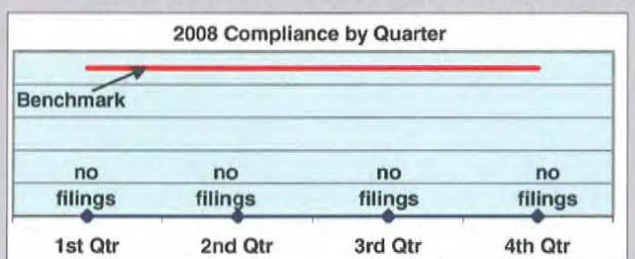 2008 Compliance by Quarter
Benchmark
no filings
no filings
no filings
no filings
1st Qtr 2nd Qtr 3rd Qtr 4th Qtr